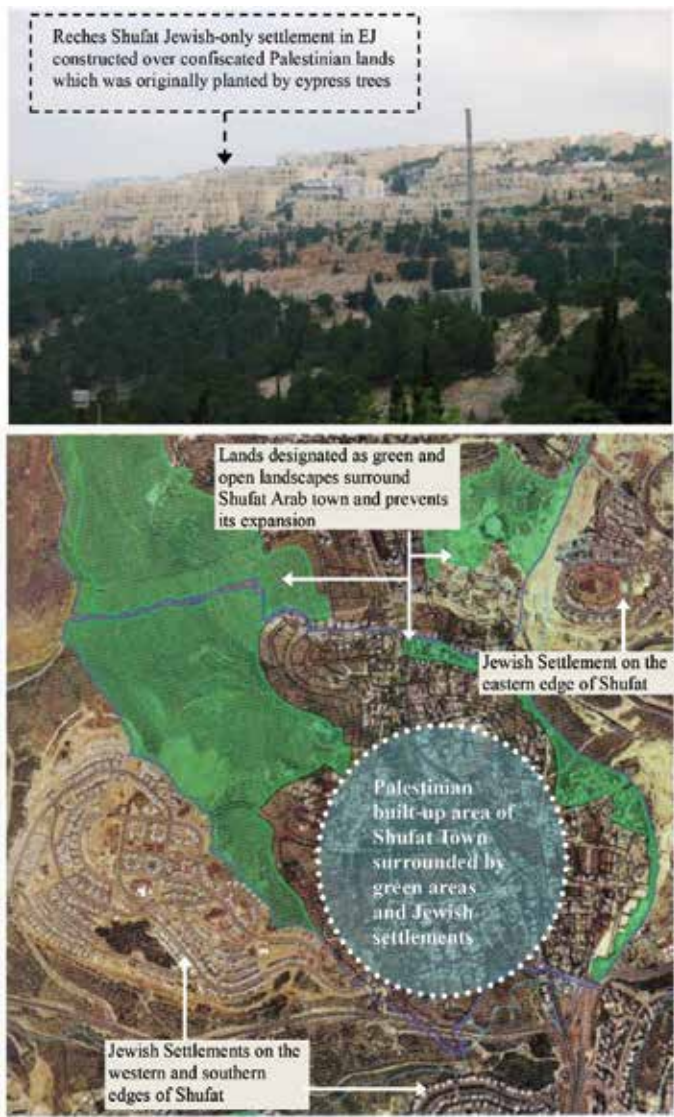 Reches Shufat Jewish-only settlement in EJ
constructed over confiscated Palestinian lands
which was originally planted by cypress trees
Lands designated as green and
open landscapes surround
Shufat Arab town and prevents
its expansion
Jewish Settlement on the
eastern edge of Shufat
Palestinian
built-up area of
Shufat Town
surrounded by
green areas
and Jewish
settlements
Jewish Settlements on the
western and southern
edges of Shufat